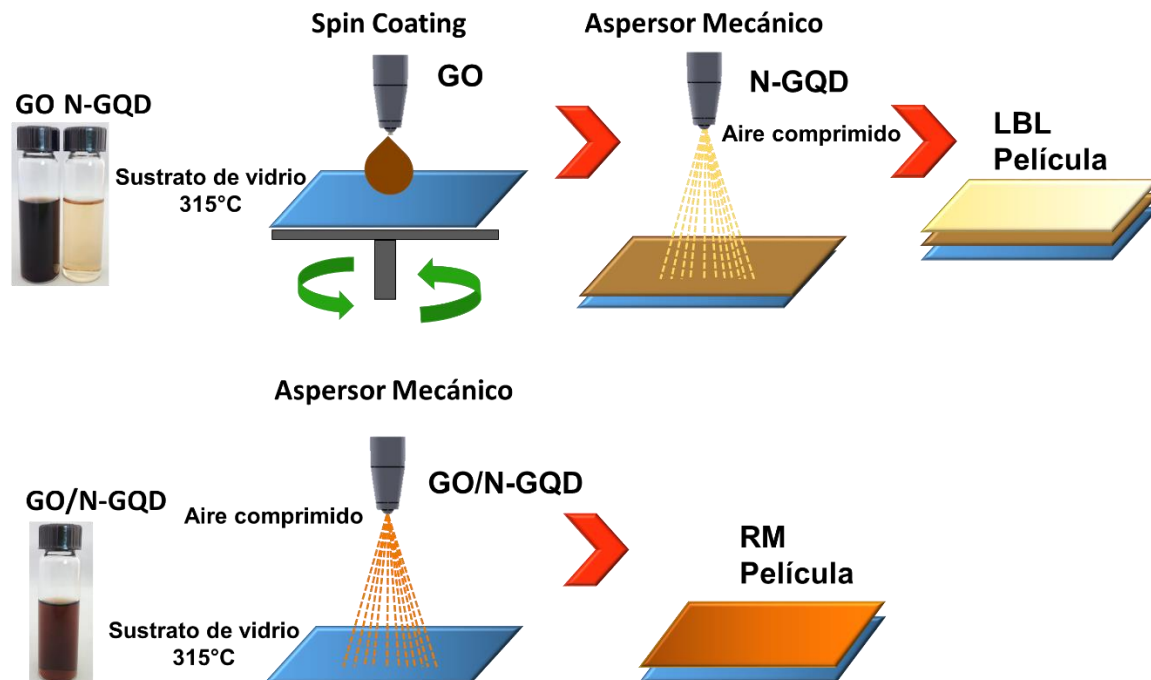 Spin Coating
Aspersor Mecánico
GO
N-GQD
GO N-GQD
Aire comprimido
LBL
Película
Sustrato de vidrio
315°C
Aspersor Mecánico
GO/N-GQD
GO/N-GQD
Aire comprimido
RM
Película
Sustrato de vidrio
315°C